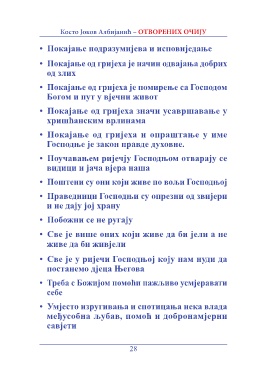 Косто Јоков Албијанић – ОТВОРЕНИХ ОЧИЈУ
• Покајање подразумијева и исповиједање
• Покајање од гријеха је начин одвајања добрих
од злих
• Покајање од гријеха је помирење са Господом
Богом и пут у вјечни живот
• Покајање од гријеха значи усавршавање у
хришћанским врлинама
• Покајање од гријеха и опраштање у име
Господње је закон правде духовне.
• Поучавањем ријечју Господњом отварају се
видици и јача вјера наша
• Поштени су они који живе по вољи Господњој
• Праведници Господњи су опрезни од звијери
и не дају јој храну
• Побожни се не ругају
• Све је више оних који живе да би јели а не
живе да би живјели
• Све је у ријечи Господњој коју нам нуди да
постанемо дјеца Његова
• Треба с Божјом помоћи пажљиво усмјеравати
себе
• Умјесто изругивања и спотицања нека влада
међусобна љубав, помоћ и добронамјерни
савјети
28